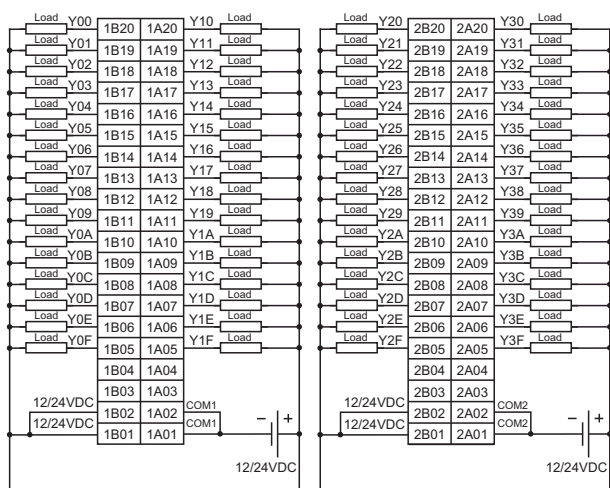 Load Y00 1B20 1A20 Y10 Load Load Y20 2B20 2A20 Y30 Load
Load Y01 1B19 1A19 Y11 Load Load Y21 2B19 2A19 Y31 Load
Load Y02 1B18 1A18 Y12 Load Load Y22 2B18 2A18 Y32 Load
Load Y03 1B17 1A17 Y13 Load Load Y23 2B17 2A17 Y33 Load
Load Y04 1B16 1A16 Y14 Load Load Y24 2B16 2A16 Y34 Load
Load Y05 1B15 1A15 Y15 Load Load Y25 2B15 2A15 Y35 Load
Load Y06 1B14 1A14 Y16 Load Load Y26 2B14 2A14 Y36 Load
Load Y07 1B13 1A13 Y17 Load Load Y27 2B13 2A13 Y37 Load
Load Y08 1B12 1A12 Y18 Load Load Y28 2B12 2A12 Y38 Load
Load Y09 1B11 1A11 Y19 Load Load Y29 2B11 2A11 Y39 Load
Load Y0A 1B10 1A10 Y1A Load Load Y2A 2B10 2A10 Y3A Load
Load Y0B 1B09 1A09 Y1B Load Load Y2B 2B09 2A09 Y3B Load
Load Y0C 1B08 1A08 Y1C Load Load Y2C 2B08 2A08 Y3C Load
Load Y0D 1B07 1A07 Y1D Load Load Y2D 2B07 2A07 Y3D Load
Load Y0E 1B06 1A06 Y1E Load Load Y2E 2B06 2A06 Y3E Load
Load Y0F 1B05 1A05 Y1F Load Load Y2F 2B05 2A05 Y3F Load
1B04 1A04 2B04 2A04
1B03 1A03 2B03 2A03
12/24VDC 1B02 1A02 COM1 − + 12/24VDC 2B02 2A02 COM2 − +
12/24VDC 1B01 1A01 COM1 12/24VDC 2B01 2A01 COM2
12/24VDC 12/24VDC